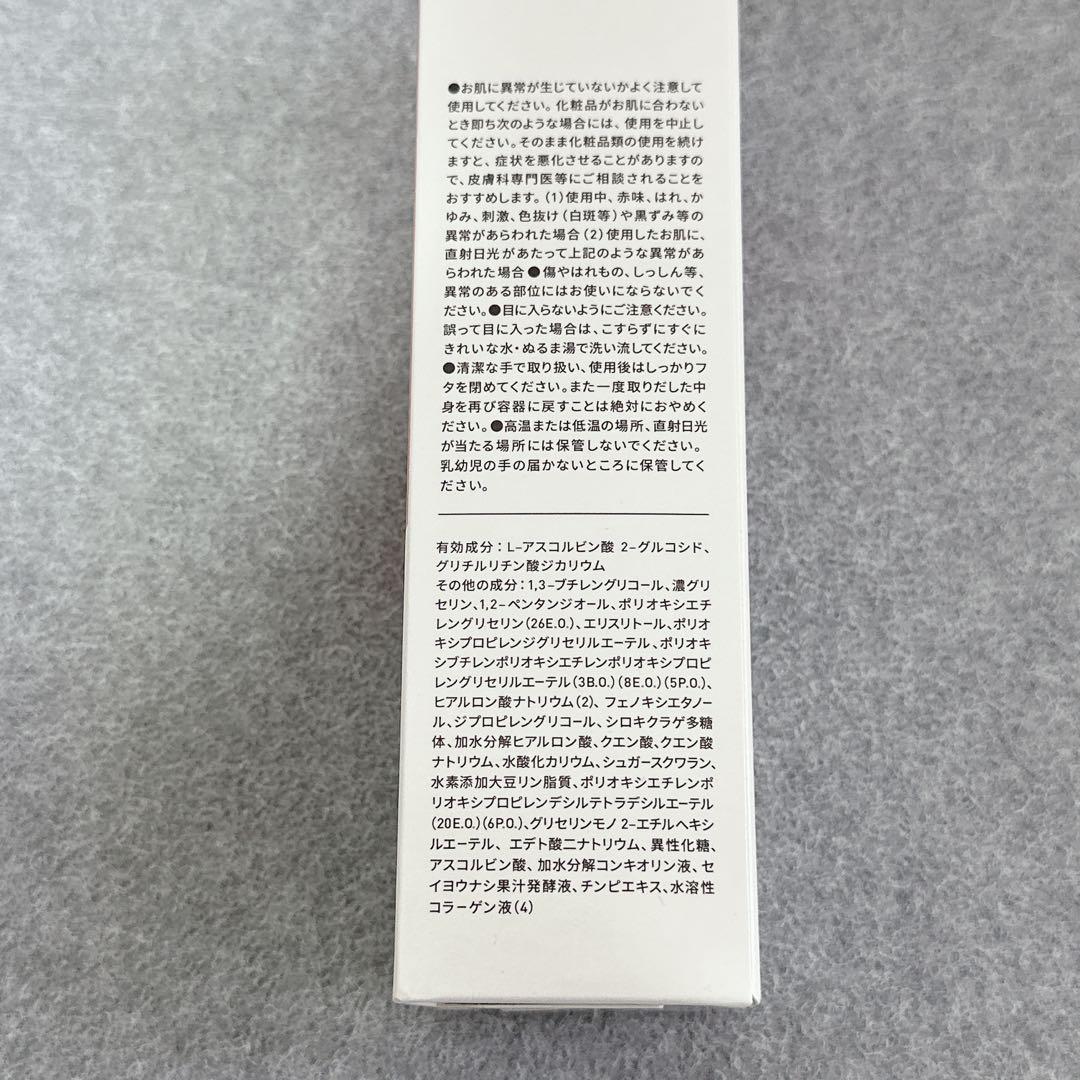 ●お肌に異常が生じていないかよく注意して
使用してください。化粧品がお肌に合わない
とき即ち次のような場合には、使用を中止し
てください。そのまま化粧品類の使用を続け
ますと、症状を悪化させることがありますの
で、皮膚科専門医等にご相談されることを
おすすめします。(1)使用中、赤味、はれ、か
ゆみ、刺激、色抜け(白斑等)や黒ずみ等の
異常があらわれた場合(2)使用したお肌に、
直射日光があたって上記のような異常があ
らわれた場合●傷やはれもの、しっしん等、
異常のある部位にはお使いにならないでく
ださい。●目に入らないようにご注意ください。
誤って目に入った場合は、こすらずにすぐに
きれいな水・ぬるま湯で洗い流してください。
●清潔な手で取り扱い、使用後はしっかりフ
タを閉めてください。また一度取りだした中
身を再び容器に戻すことは絶対におやめく
ださい。●高温または低温の場所、直射日光
が当たる場所には保管しないでください。
乳幼児の手の届かないところに保管してく
ださい。
有効成分：L-アスコルビン酸 2-グルコシド、
グリチルリチン酸ジカリウム
その他の成分：1,3-ブチレングリコール、濃グリ
セリン、1,2-ペンタンジオール、ポリオキシエチ
レングリセリン(26E.O.)、エリスリトール、ポリオ
キシプロピレンジグリセリルエーテル、ポリオキ
シブチレンポリオキシエチレンポリオキシプロピ
レングリセリルエーテル(3B.O.)(8E.O.)(5P.O.)、
ヒアルロン酸ナトリウム(2)、フェノキシエタノー
ル、ジプロピレングリコール、シロキクラゲ多糖
体、加水分解ヒアルロン酸、クエン酸、クエン酸
ナトリウム、水酸化カリウム、シュガースクワラン、
水素添加大豆リン脂質、ポリオキシエチレンポ
リオキシプロピレンデシルテトラデシルエーテル
(20E.O.)(6P.O.)、グリセリンモノ2-エチルヘキシ
ルエーテル、エデト酸二ナトリウム、異性化糖、
アスコルビン酸、加水分解コンキオリン液、セ
イヨウナシ果汁発酵液、チンピエキス、水溶性
コラーゲン液(4)